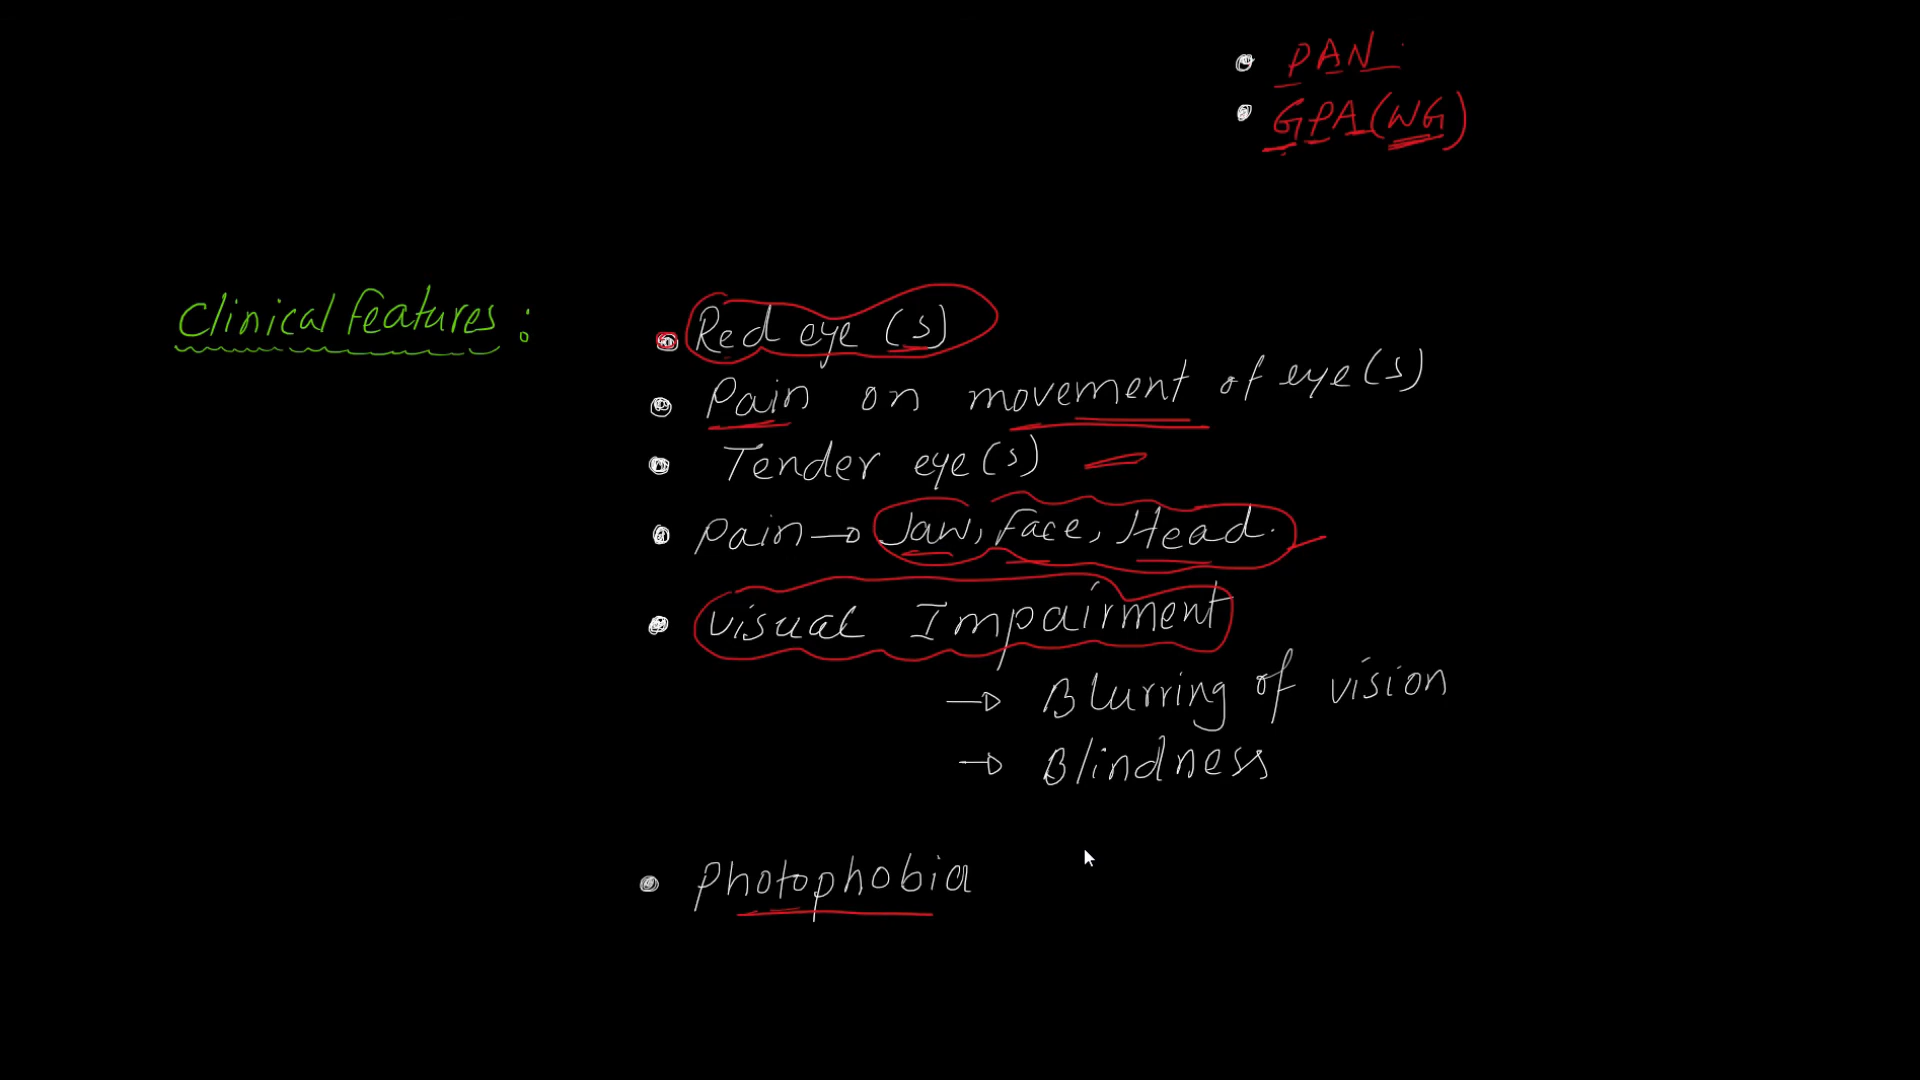 PAN
GPA (WG)
Clinical features :
Red eye (s)
Pain on movement of eye(s)
Tender eye(s)
pain → Jaw, Face, Head.
visual Impairment
→ Blurring of vision
→ Blindness
photophobia